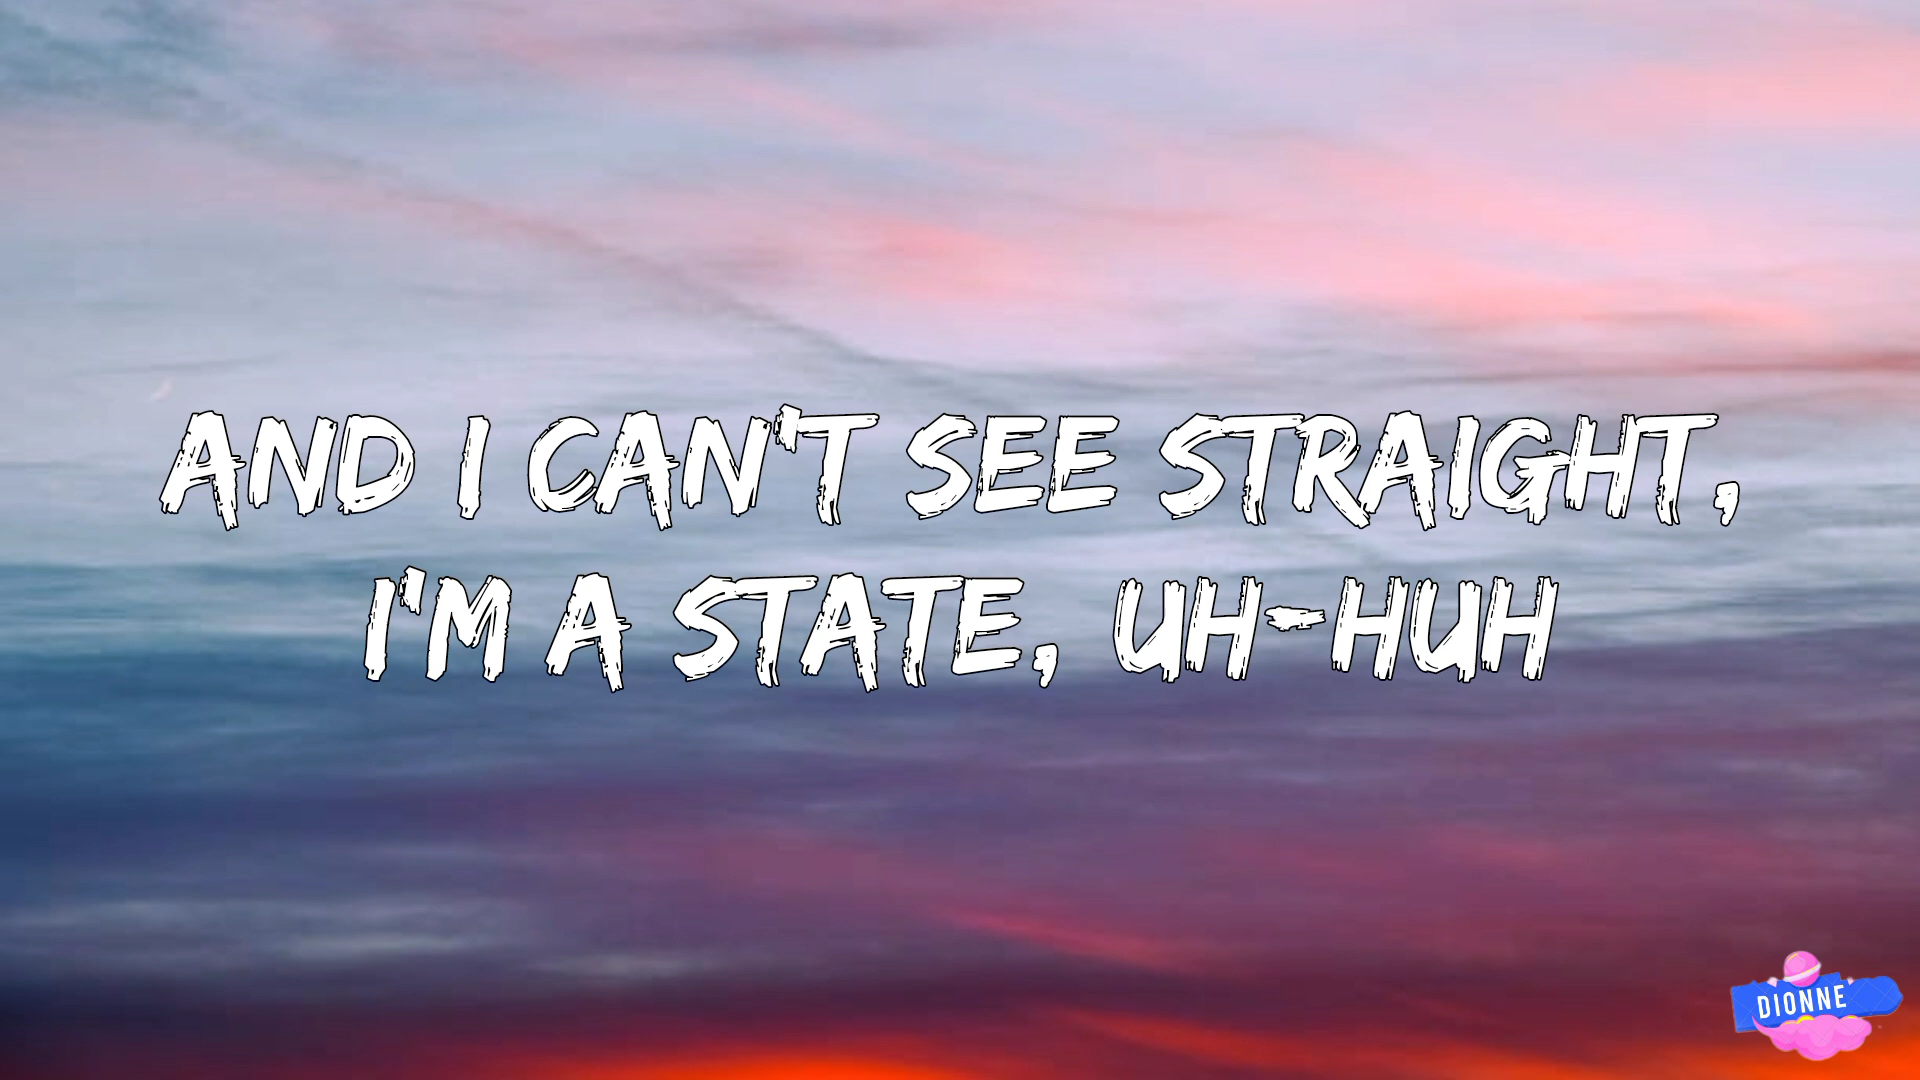 AND I CAN'T SEE STRAIGHT,
I'M A STATE, UH-HUH
DIONNE